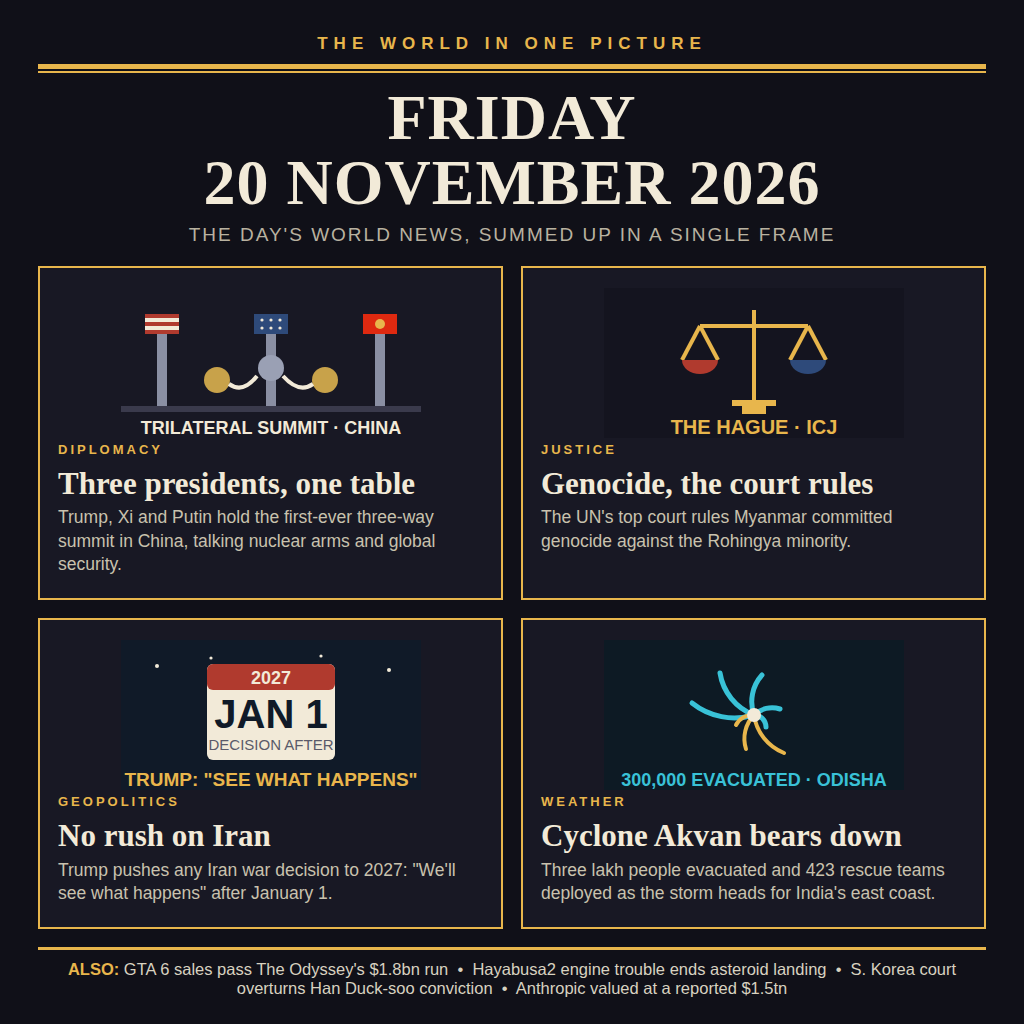 THE WORLD IN ONE PICTURE
FRIDAY
20 NOVEMBER 2026
THE DAY'S WORLD NEWS, SUMMED UP IN A SINGLE FRAME
TRILATERAL SUMMIT · CHINA
DIPLOMACY
Three presidents, one table
Trump, Xi and Putin hold the first-ever three-way
summit in China, talking nuclear arms and global
security.
THE HAGUE · ICJ
JUSTICE
Genocide, the court rules
The UN's top court rules Myanmar committed
genocide against the Rohingya minority.
2027
JAN 1
DECISION AFTER
TRUMP: "SEE WHAT HAPPENS"
GEOPOLITICS
No rush on Iran
Trump pushes any Iran war decision to 2027: "We'll
see what happens" after January 1.
300,000 EVACUATED · ODISHA
WEATHER
Cyclone Akvan bears down
Three lakh people evacuated and 423 rescue teams
deployed as the storm heads for India's east coast.
ALSO: GTA 6 sales pass The Odyssey's $1.8bn run • Hayabusa2 engine trouble ends asteroid landing • S. Korea court
overturns Han Duck-soo conviction • Anthropic valued at a reported $1.5tn